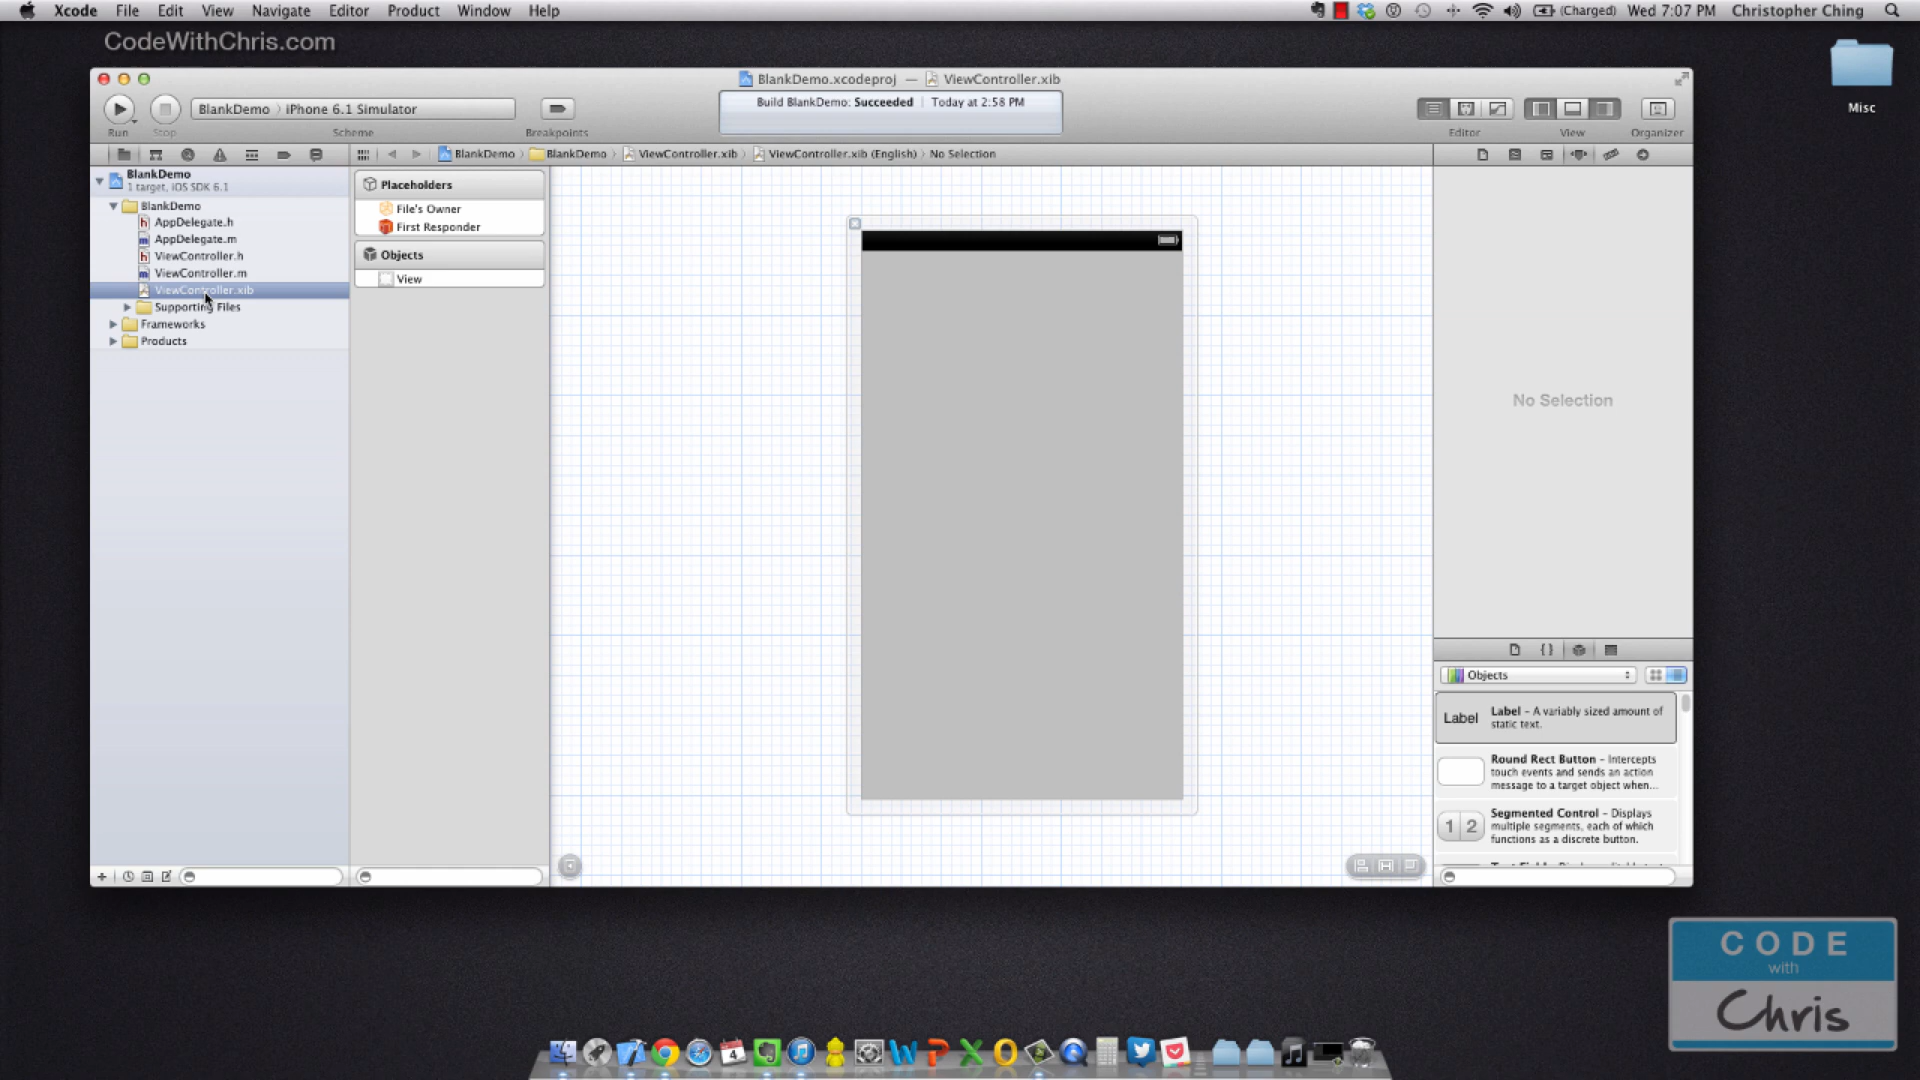 Xcode File Edit View Navigate Editor Product Window Help (Charged) Wed 7:07 PM Christopher Ching
CodeWithChris.com
Misc
BlankDemo.xcodeproj — ViewController.xib
BlankDemo › iPhone 6.1 Simulator
Build BlankDemo: Succeeded | Today at 2:58 PM
Run Stop Scheme Breakpoints Editor View Organizer
BlankDemo › BlankDemo › ViewController.xib › ViewController.xib (English) › No Selection
BlankDemo
1 target, iOS SDK 6.1
BlankDemo
AppDelegate.h
AppDelegate.m
ViewController.h
ViewController.m
ViewController.xib
Supporting Files
Frameworks
Products
Placeholders
File's Owner
First Responder
Objects
View
No Selection
Objects
Label
Label – A variably sized amount of
static text.
Round Rect Button – Intercepts
touch events and sends an action
message to a target object when...
1 2
Segmented Control – Displays
multiple segments, each of which
functions as a discrete button.
CODE
with
Chris
4